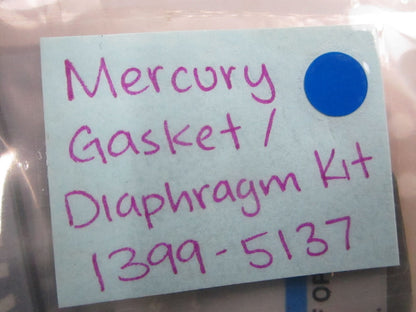 Mercury
Gasket /
Diaphragm Kit
1399-5137